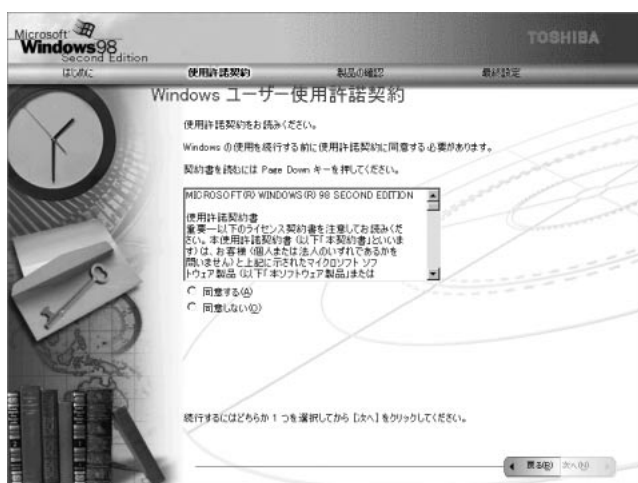 Microsoft
Windows98
Second Edition
TOSHIBA
はじめに 使用許諾契約 製品の確認 最終設定
Windows ユーザー使用許諾契約
使用許諾契約をお読みください。
Windows の使用を続行する前に使用許諾契約に同意する必要があります。
契約書を読むには Page Down キーを押してください。
MICROSOFT(R) WINDOWS(R) 98 SECOND EDITION
使用許諾契約書
重要－以下のライセンス契約書を注意してお読みくだ
さい。本使用許諾契約書（以下「本契約書」といいま
す）は、お客様（個人または法人のいずれであるかを
問いません）と上記に示されたマイクロソフト ソフ
トウェア製品（以下「本ソフトウェア製品」または
同意する(A)
同意しない(O)
続行するにはどちらか 1 つを選択してから [次へ] をクリックしてください。
戻る(B) 次へ(N)